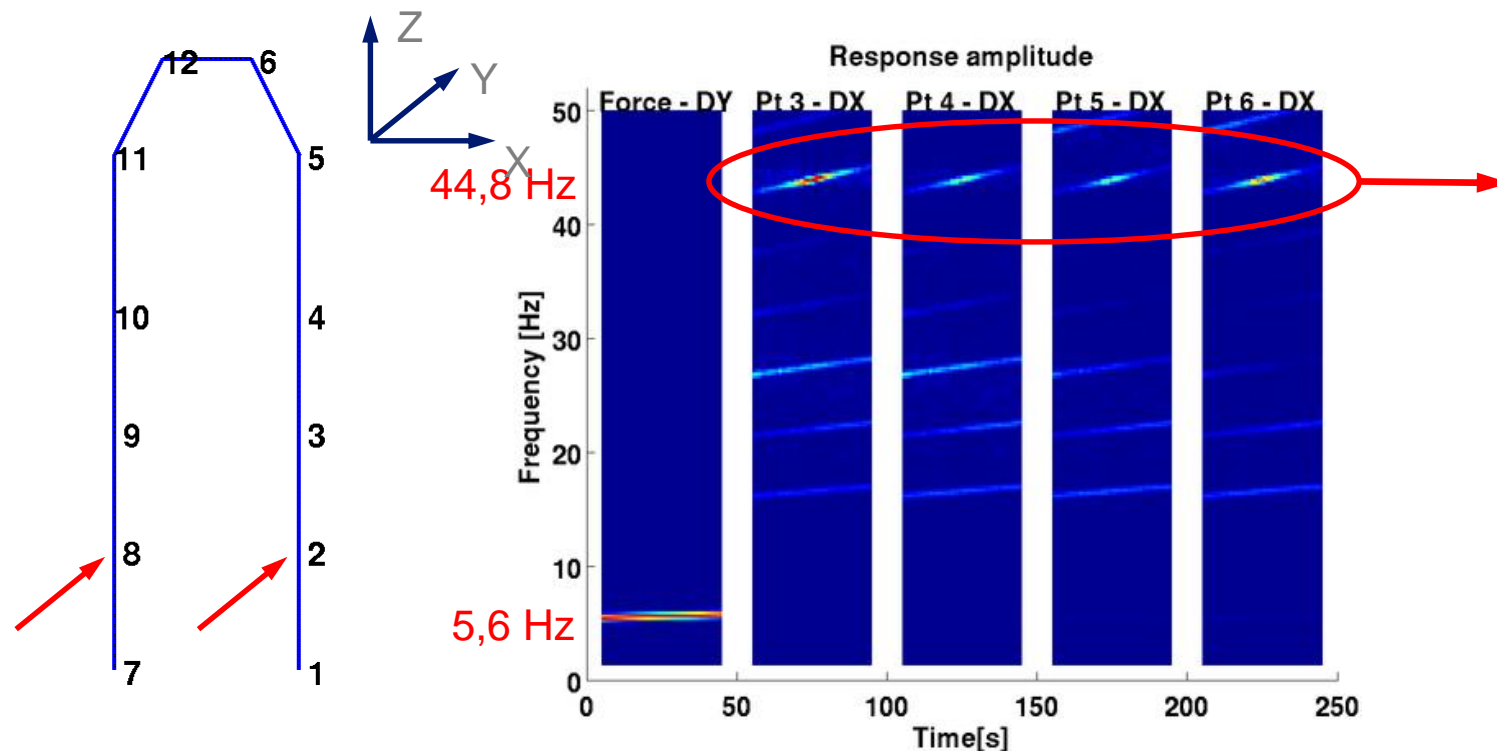 12
6
11
5
10
4
9
3
8
2
7
1
Z
Y
X
44,8 Hz
5,6 Hz
Response amplitude
Force - DY
Pt 3 - DX
Pt 4 - DX
Pt 5 - DX
Pt 6 - DX
Frequency [Hz]
50
40
30
20
10
0
0
50
100
150
200
250
Time[s]